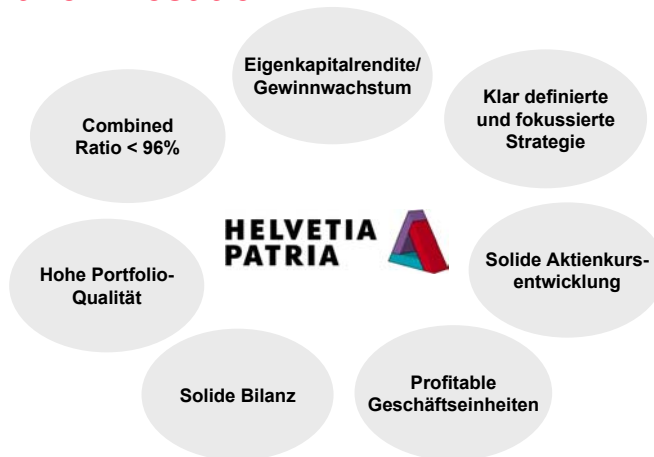 Eigenkapitalrendite/
Gewinnwachstum
Klar definierte
und fokussierte
Strategie
Combined
Ratio < 96%
HELVETIA
PATRIA
Solide Aktienkurs-
entwicklung
Hohe Portfolio-
Qualität
Profitable
Geschäftseinheiten
Solide Bilanz